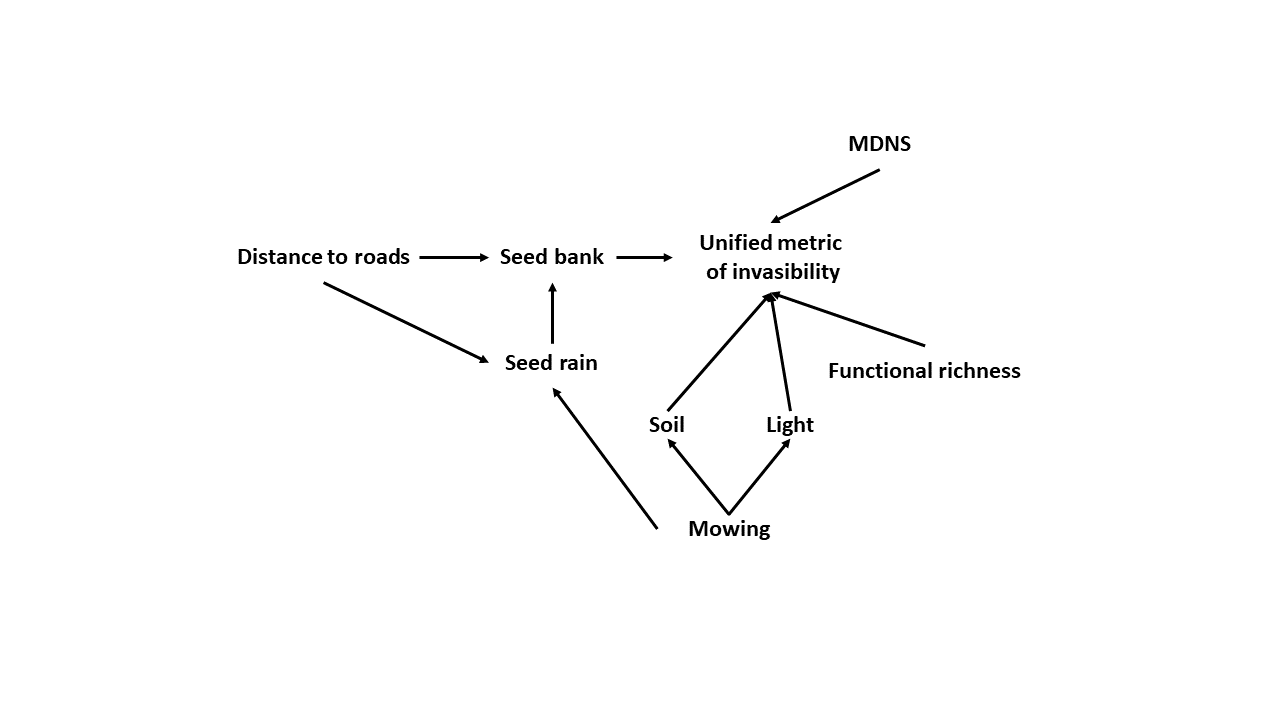 MDNS
Distance to roads
Seed bank
Unified metric
of invasibility
Seed rain
Functional richness
Soil
Light
Mowing